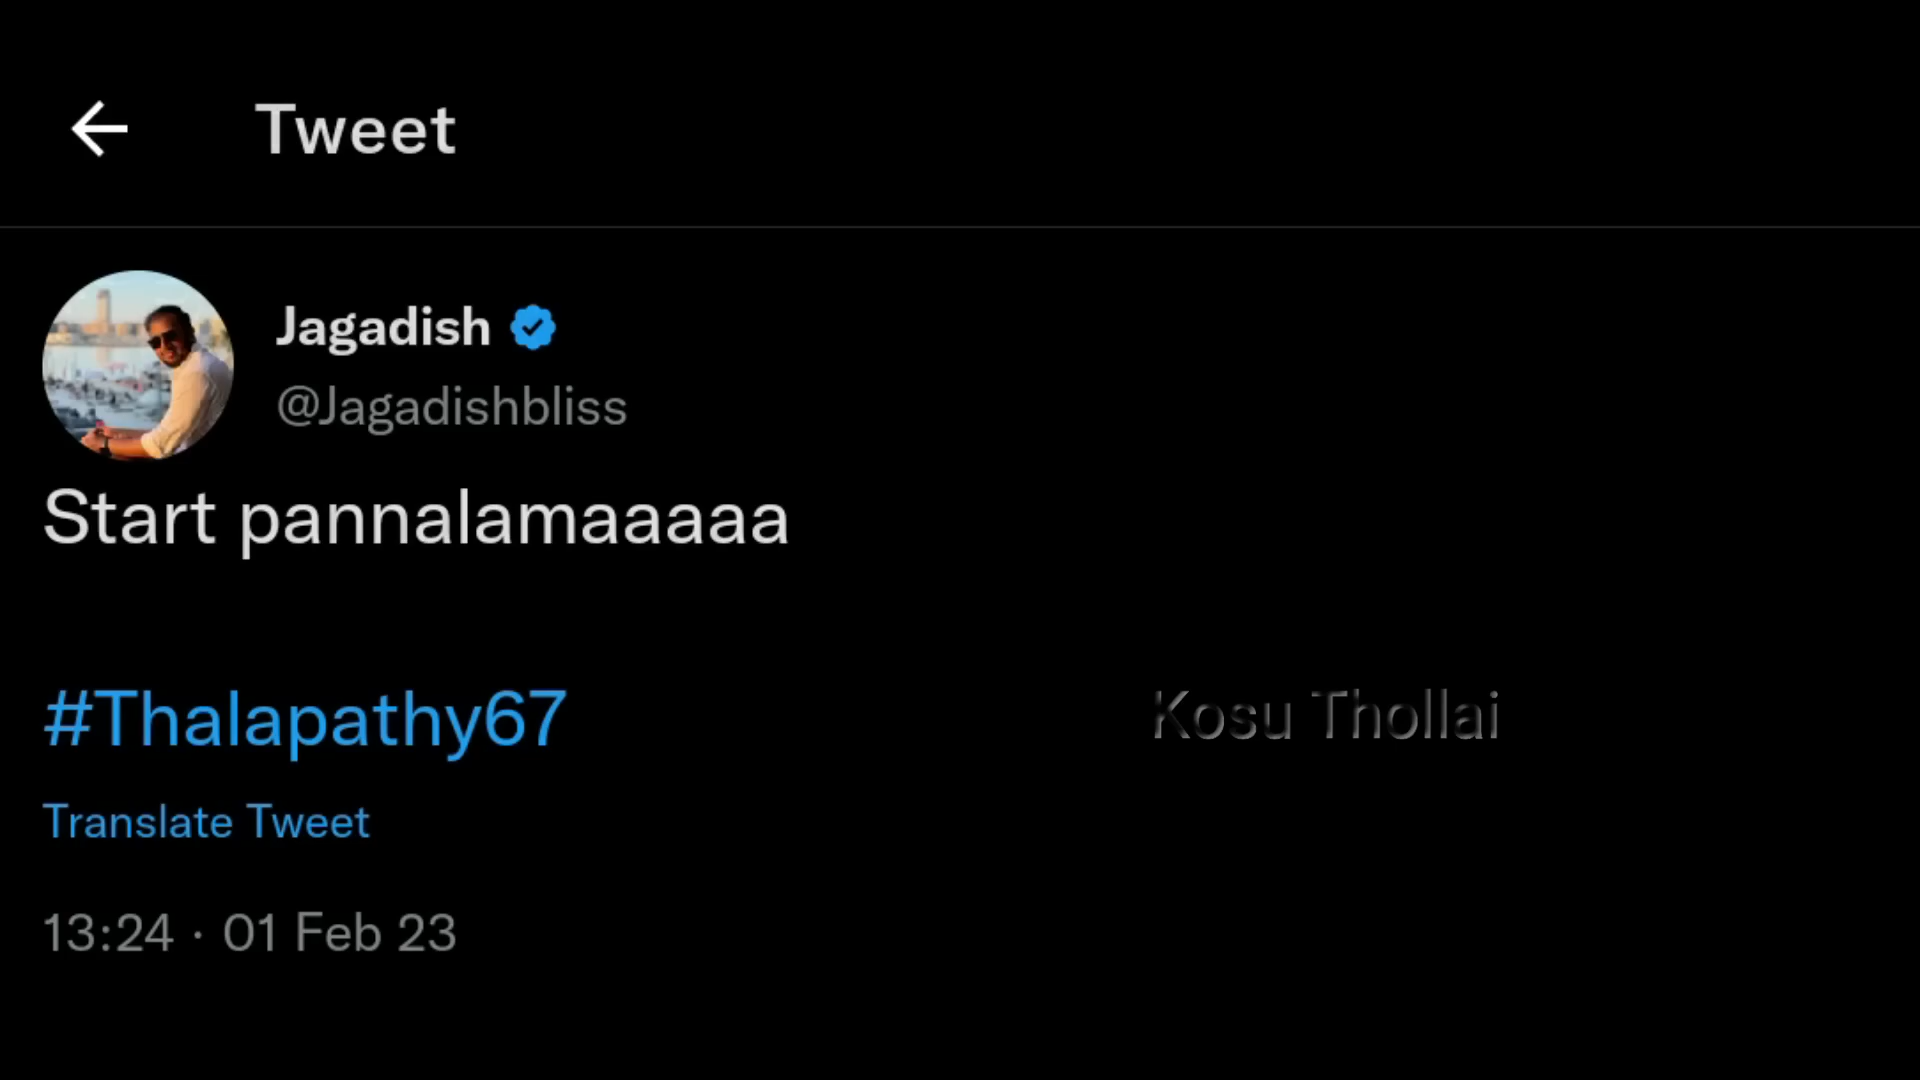 Tweet
Jagadish
@Jagadishbliss
Start pannalamaaaaa
#Thalapathy67
Kosu Thollai
Translate Tweet
13:24 · 01 Feb 23